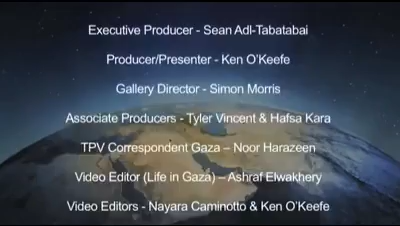 Executive Producer - Sean Adl-Tabatabai
Producer/Presenter - Ken O'Keefe
Gallery Director - Simon Morris
Associate Producers - Tyler Vincent & Hafsa Kara
TPV Correspondent Gaza – Noor Harazeen
Video Editor (Life in Gaza) – Ashraf Elwakhery
Video Editors - Nayara Caminotto & Ken O'Keefe